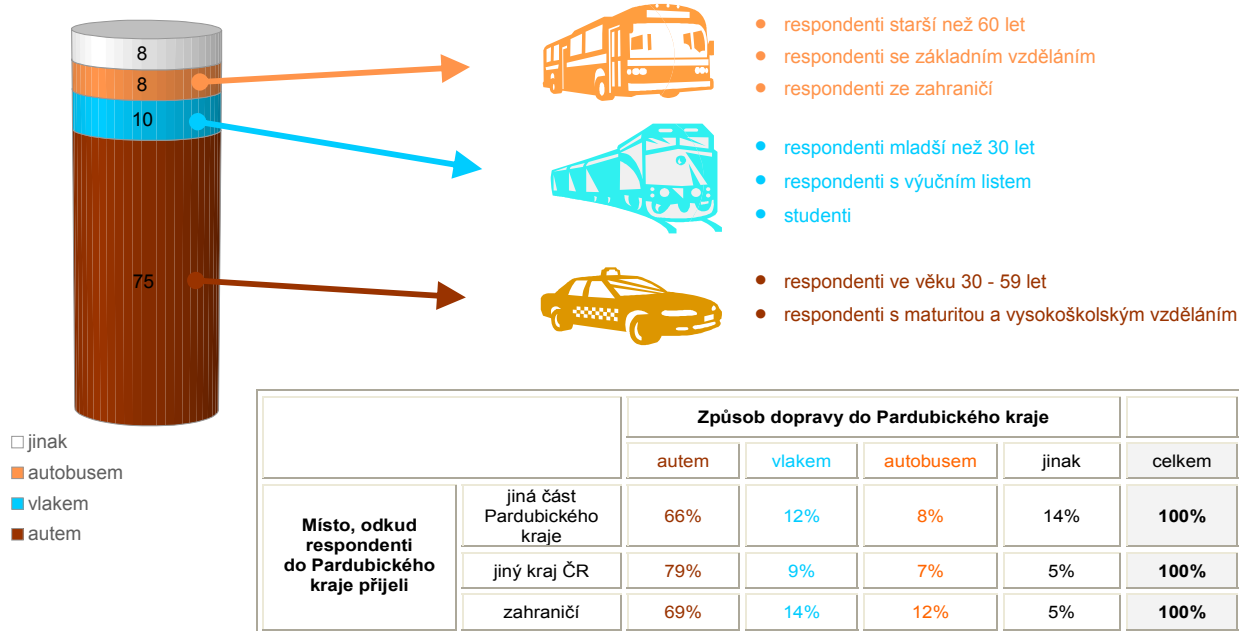 8
8
10
75
• respondenti starší než 60 let
• respondenti se základním vzděláním
• respondenti ze zahraničí
• respondenti mladší než 30 let
• respondenti s výučním listem
• studenti
• respondenti ve věku 30 - 59 let
• respondenti s maturitou a vysokoškolským vzděláním
jinak
autobusem
vlakem
autem
Způsob dopravy do Pardubického kraje
autem vlakem autobusem jinak celkem
Místo, odkud
respondenti
do Pardubického
kraje přijeli
jiná část
Pardubického
kraje
66% 12% 8% 14% 100%
jiný kraj ČR 79% 9% 7% 5% 100%
zahraničí 69% 14% 12% 5% 100%